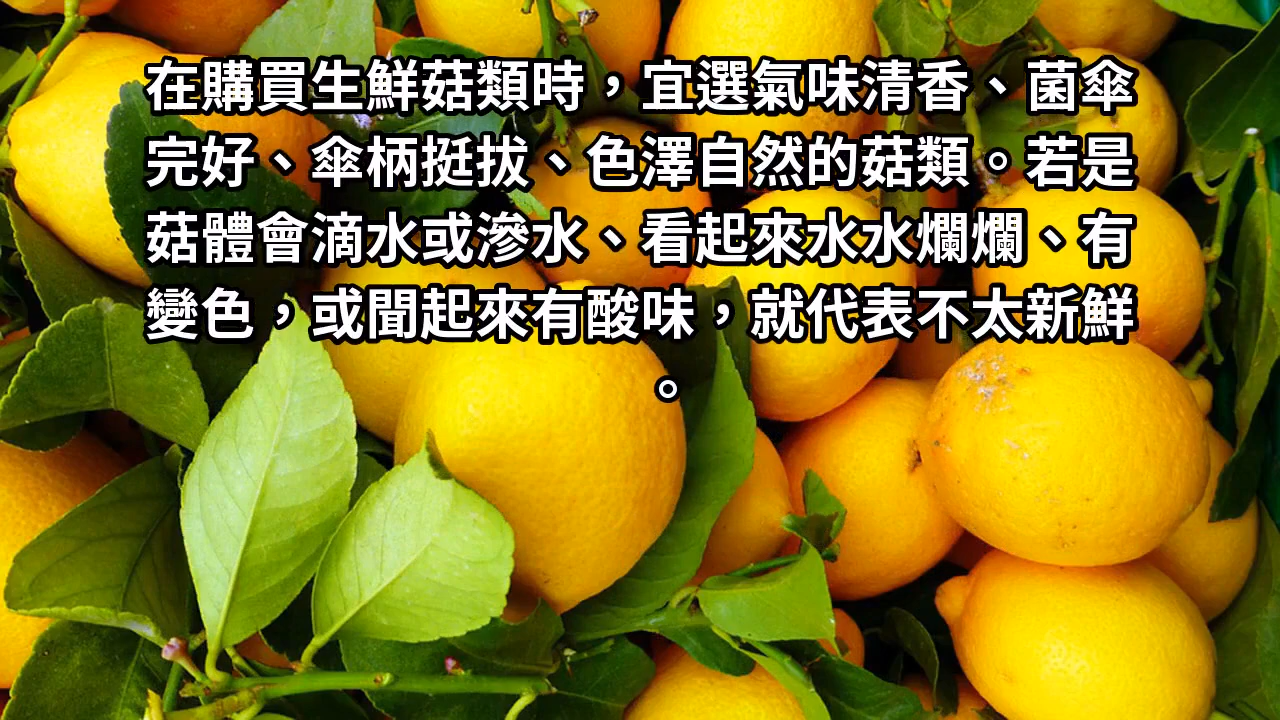 在購買生鮮菇類時，宜選氣味清香、菌傘
完好、傘柄挺拔、色澤自然的菇類。若是
菇體會滴水或滲水、看起來水水爛爛、有
變色，或聞起來有酸味，就代表不太新鮮
。